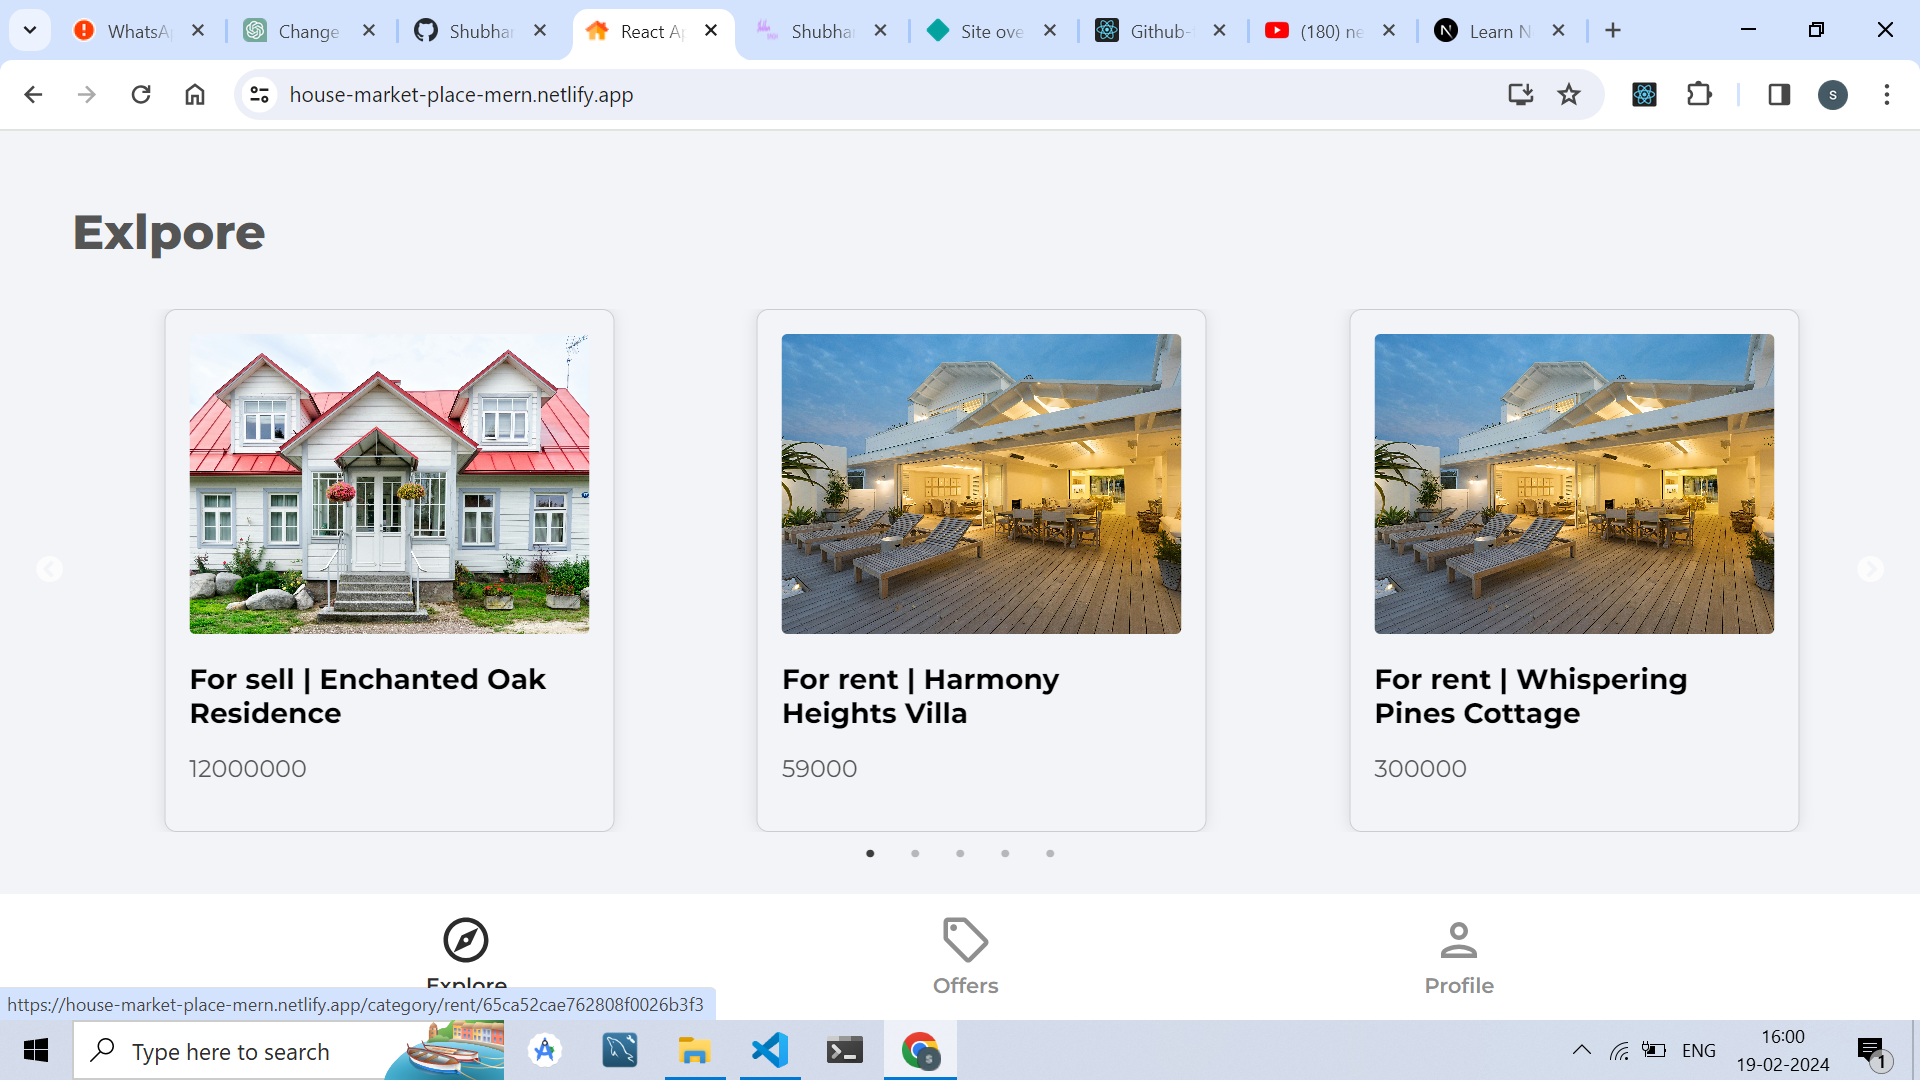 WhatsA
Change
Shubhar
React Ap
Shubhar
Site ove
Github-
(180) ne
Learn N
house-market-place-mern.netlify.app
S
Exlpore
For sell | Enchanted Oak
Residence
12000000
For rent | Harmony
Heights Villa
59000
For rent | Whispering
Pines Cottage
300000
Explore
Offers
Profile
https://house-market-place-mern.netlify.app/category/rent/65ca52cae762808f0026b3f3
Type here to search
ENG
16:00
19-02-2024
1